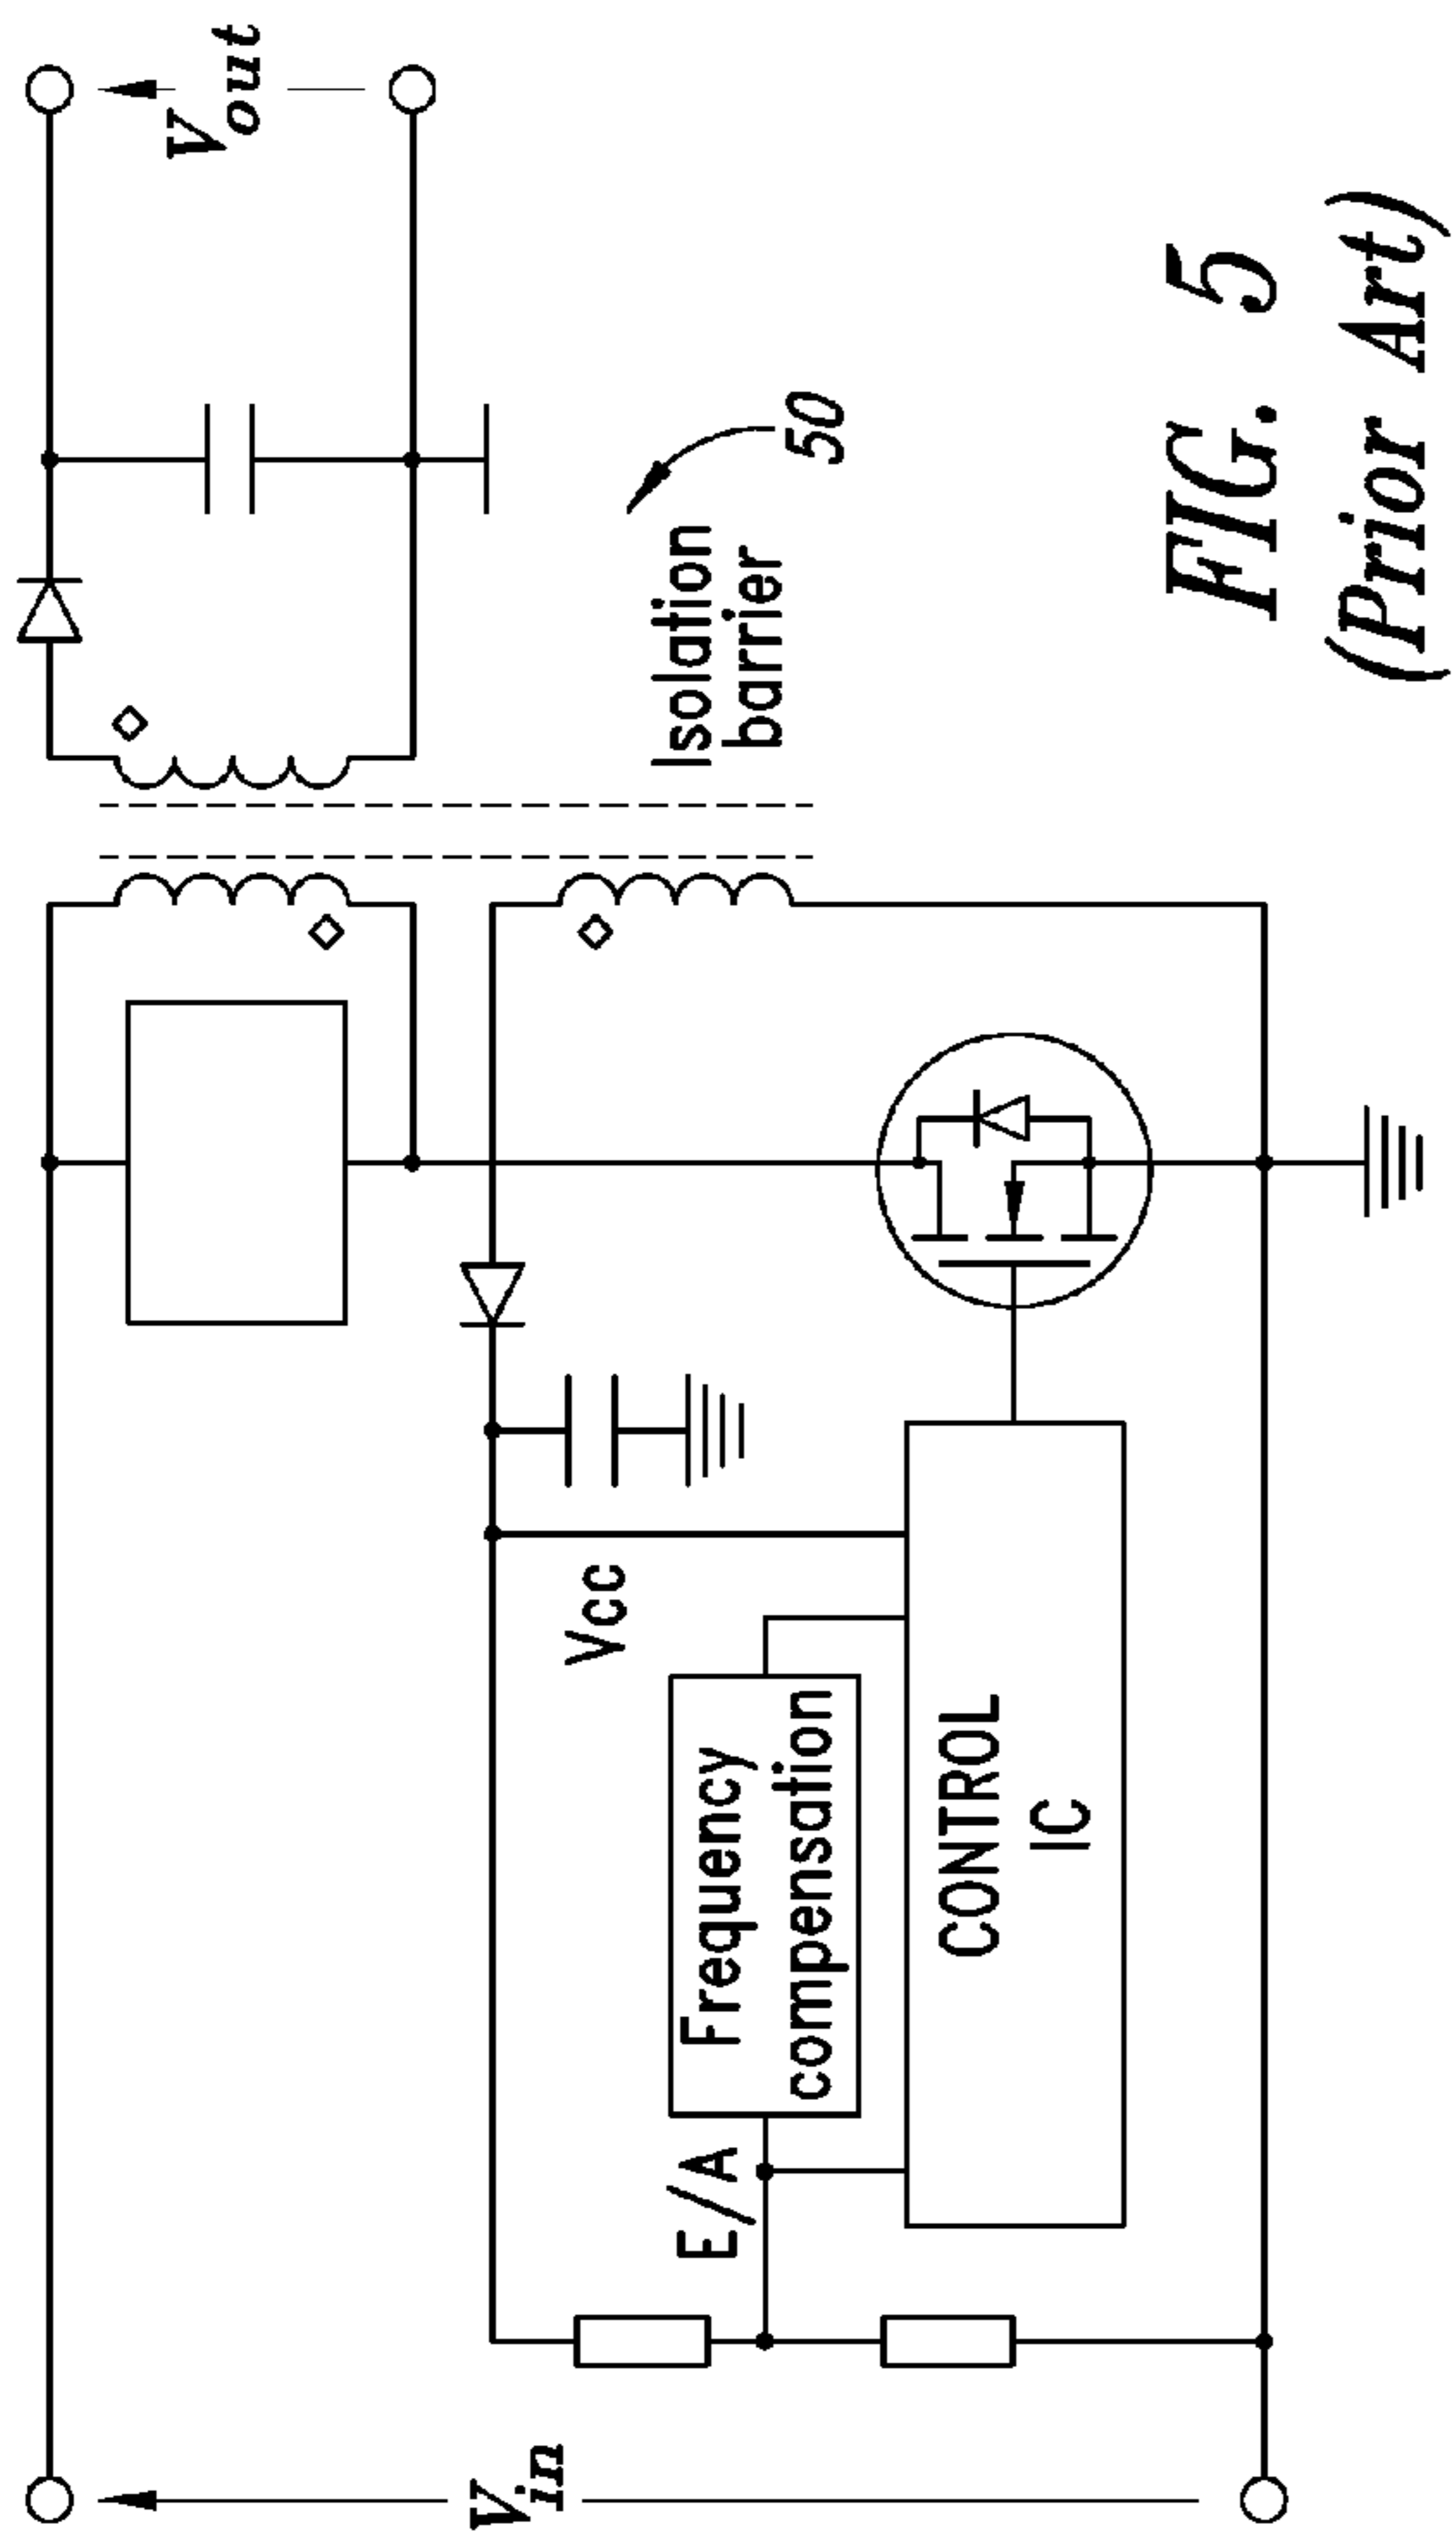 Vout
Isolation
barrier
50
Vcc
Frequency
compensation
E/A
CONTROL
IC
Vin
FIG. 5
(Prior Art)